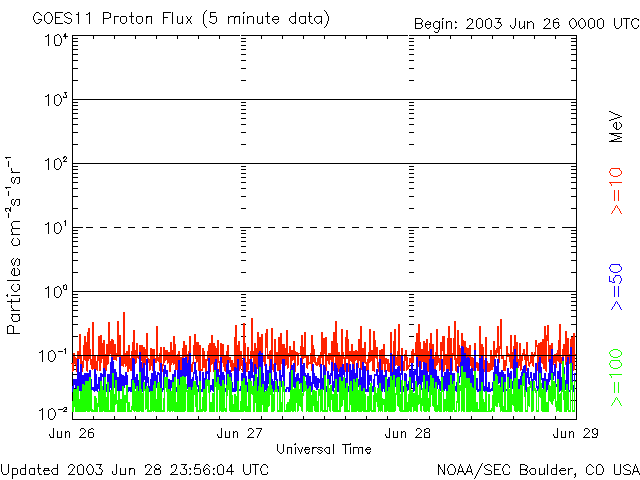 GOES11 Proton Flux (5 minute data)
Begin: 2003 Jun 26 0000 UTC
10⁴
10³
10²
10¹
10⁰
10⁻¹
10⁻²
Particles cm⁻²s⁻¹sr⁻¹
MeV
>=10
>=50
>=100
Jun 26
Jun 27
Jun 28
Jun 29
Universal Time
Updated 2003 Jun 28 23:56:04 UTC
NOAA/SEC Boulder, CO USA